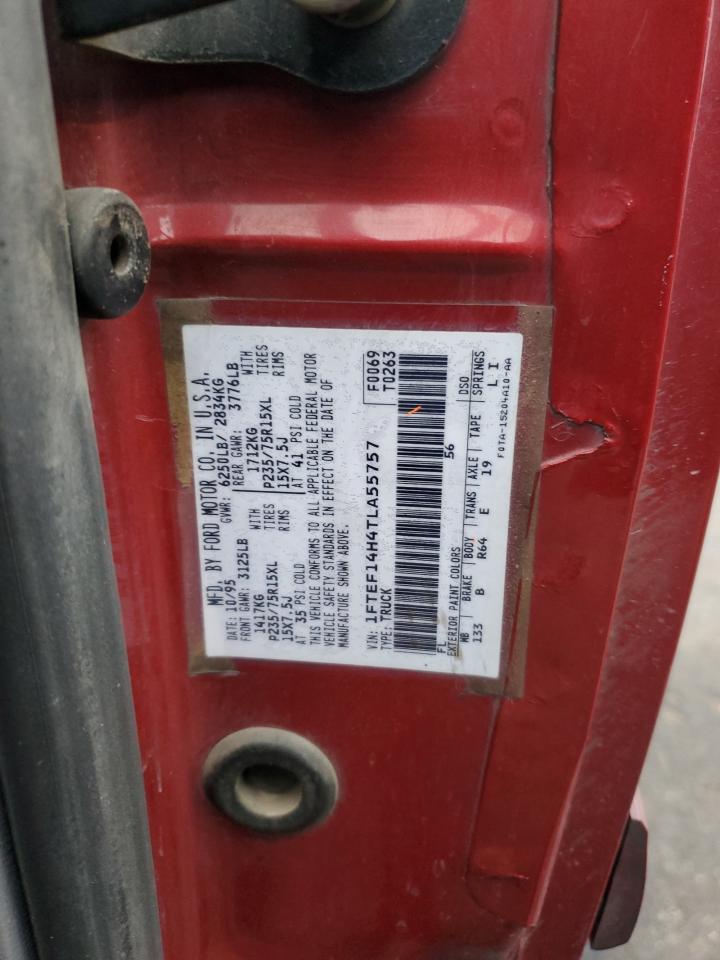 MFD. BY FORD MOTOR CO. IN U.S.A.
DATE: 10/95 GVWR: 6250LB/ 2834KG
FRONT GAWR: 3125LB REAR GAWR: 3776LB
1417KG WITH 1712KG WITH
P235/75R15XL TIRES P235/75R15XL TIRES
15X7.5J RIMS 15X7.5J RIMS
AT 35 PSI COLD AT 41 PSI COLD
THIS VEHICLE CONFORMS TO ALL APPLICABLE FEDERAL MOTOR
VEHICLE SAFETY STANDARDS IN EFFECT ON THE DATE OF
MANUFACTURE SHOWN ABOVE.
VIN: 1FTEF14H4TLA55757 F0069
TYPE: TRUCK T0263
FL 56
EXTERIOR PAINT COLORS DSO
WB BRAKE BODY TRANS AXLE TAPE SPRINGS
133 B R64 E 19 L I
F0TA-15204A10-AA